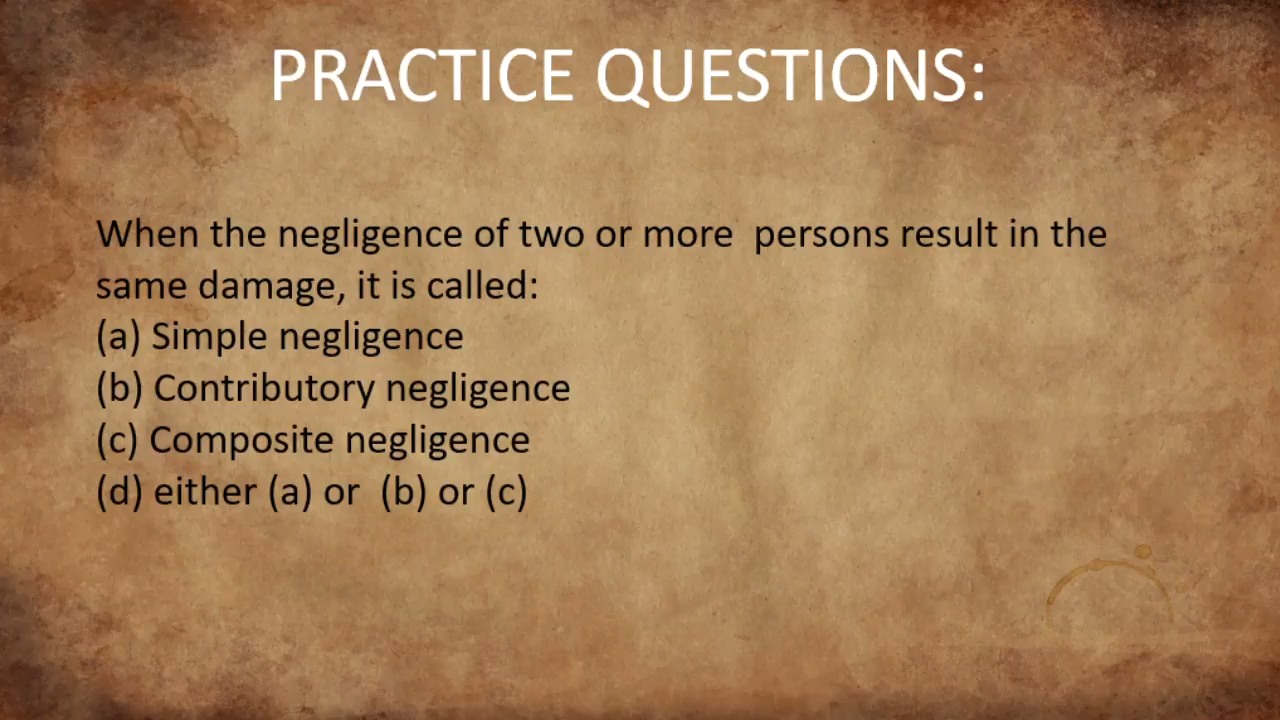 PRACTICE QUESTIONS:
When the negligence of two or more  persons result in the
same damage, it is called:
(a) Simple negligence
(b) Contributory negligence
(c) Composite negligence
(d) either (a) or  (b) or (c)